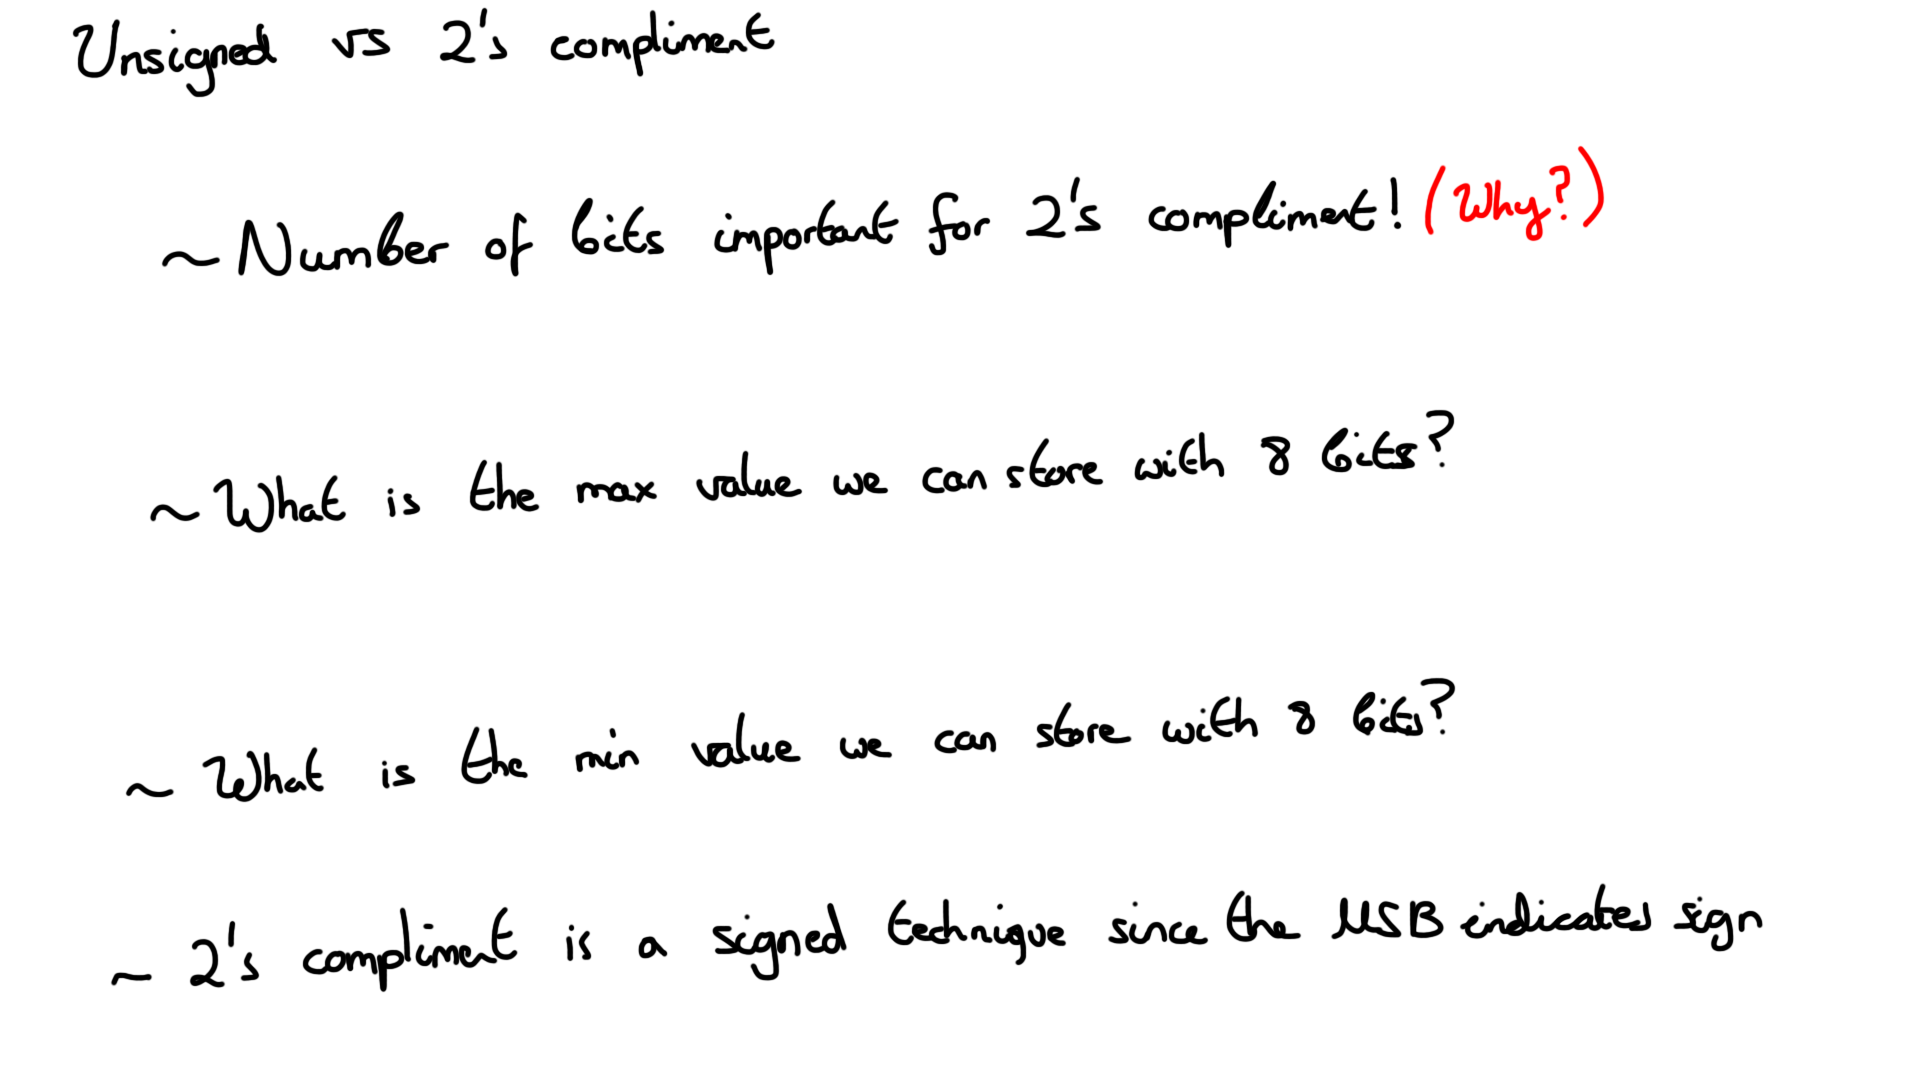 Unsigned vs 2's compliment
~ Number of bits important for 2's compliment! (Why?)
~ What is the max value we can store with 8 bits?
~ What is the min value we can store with 8 bits?
~ 2's compliment is a signed technique since the MSB indicates sign